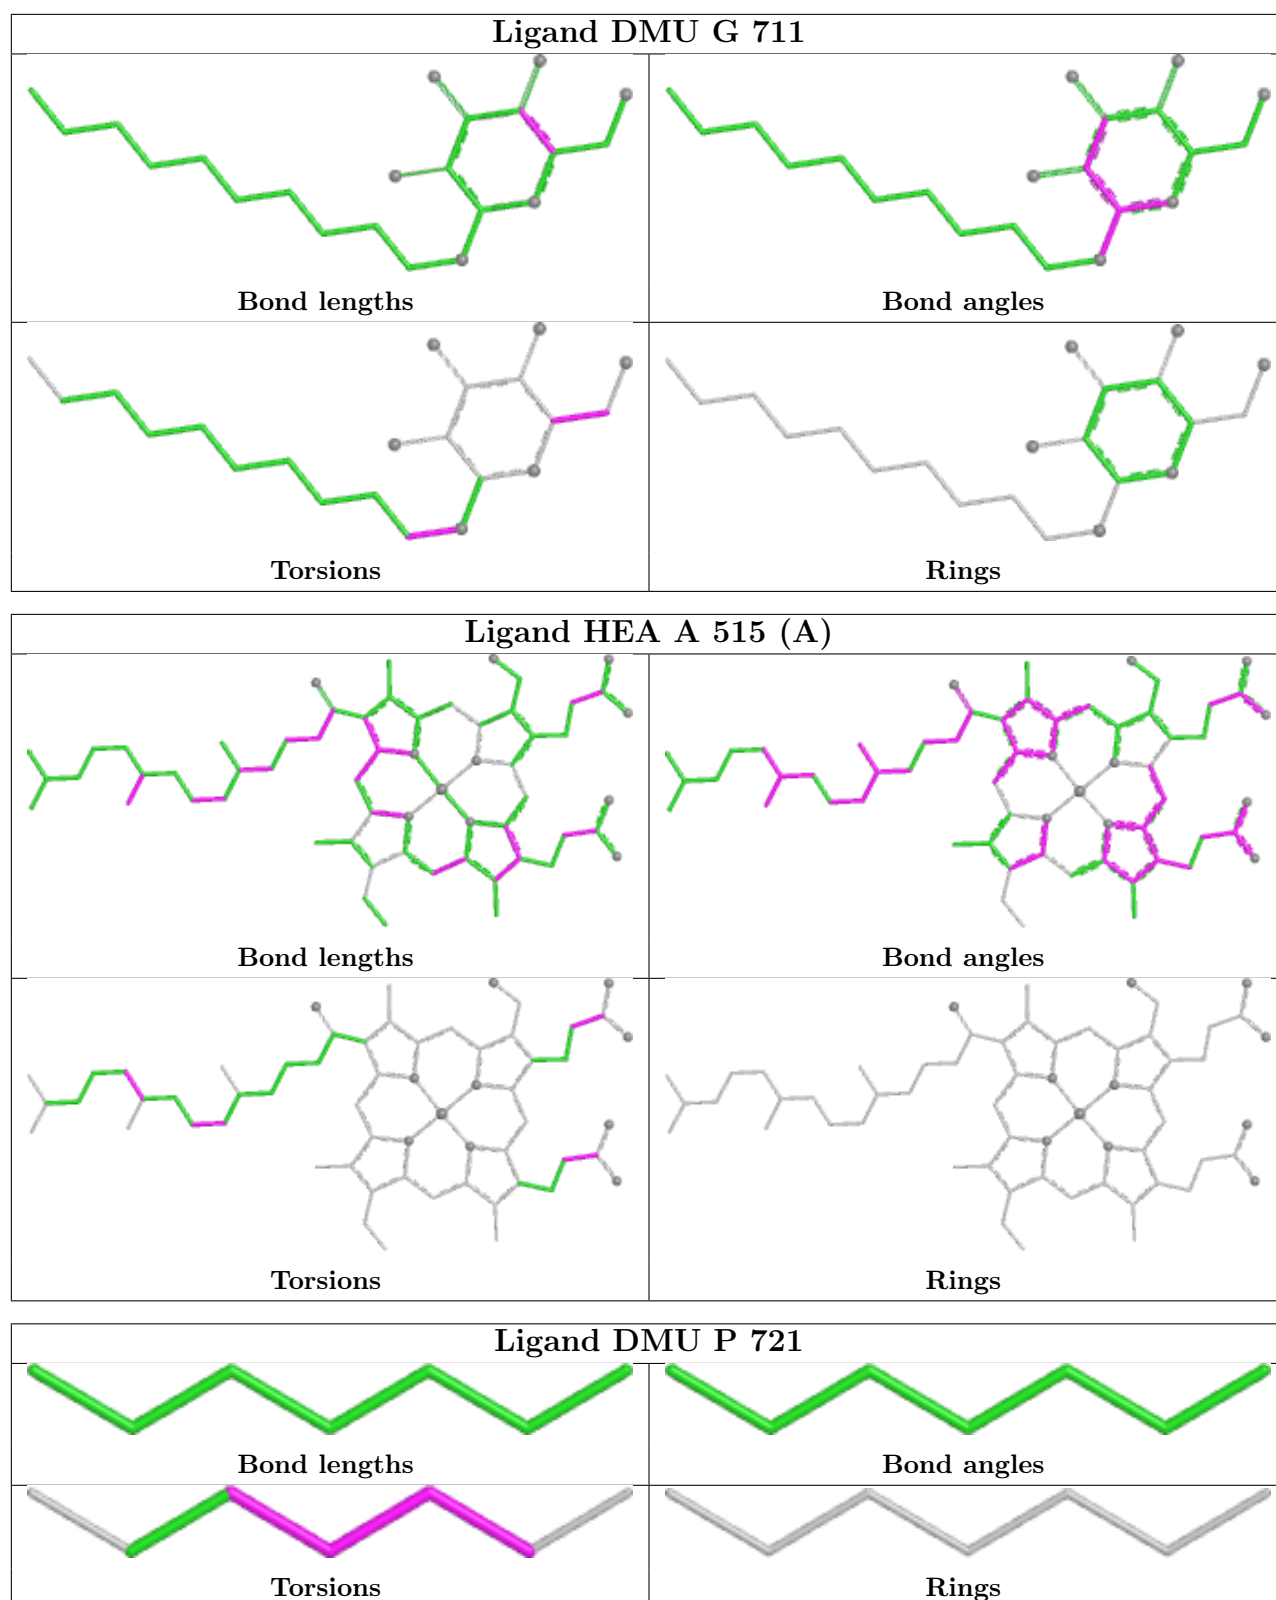 Ligand DMU G 711
Bond lengths
Bond angles
Torsions
Rings
Ligand HEA A 515 (A)
Bond lengths
Bond angles
Torsions
Rings
Ligand DMU P 721
Bond lengths
Bond angles
Torsions
Rings